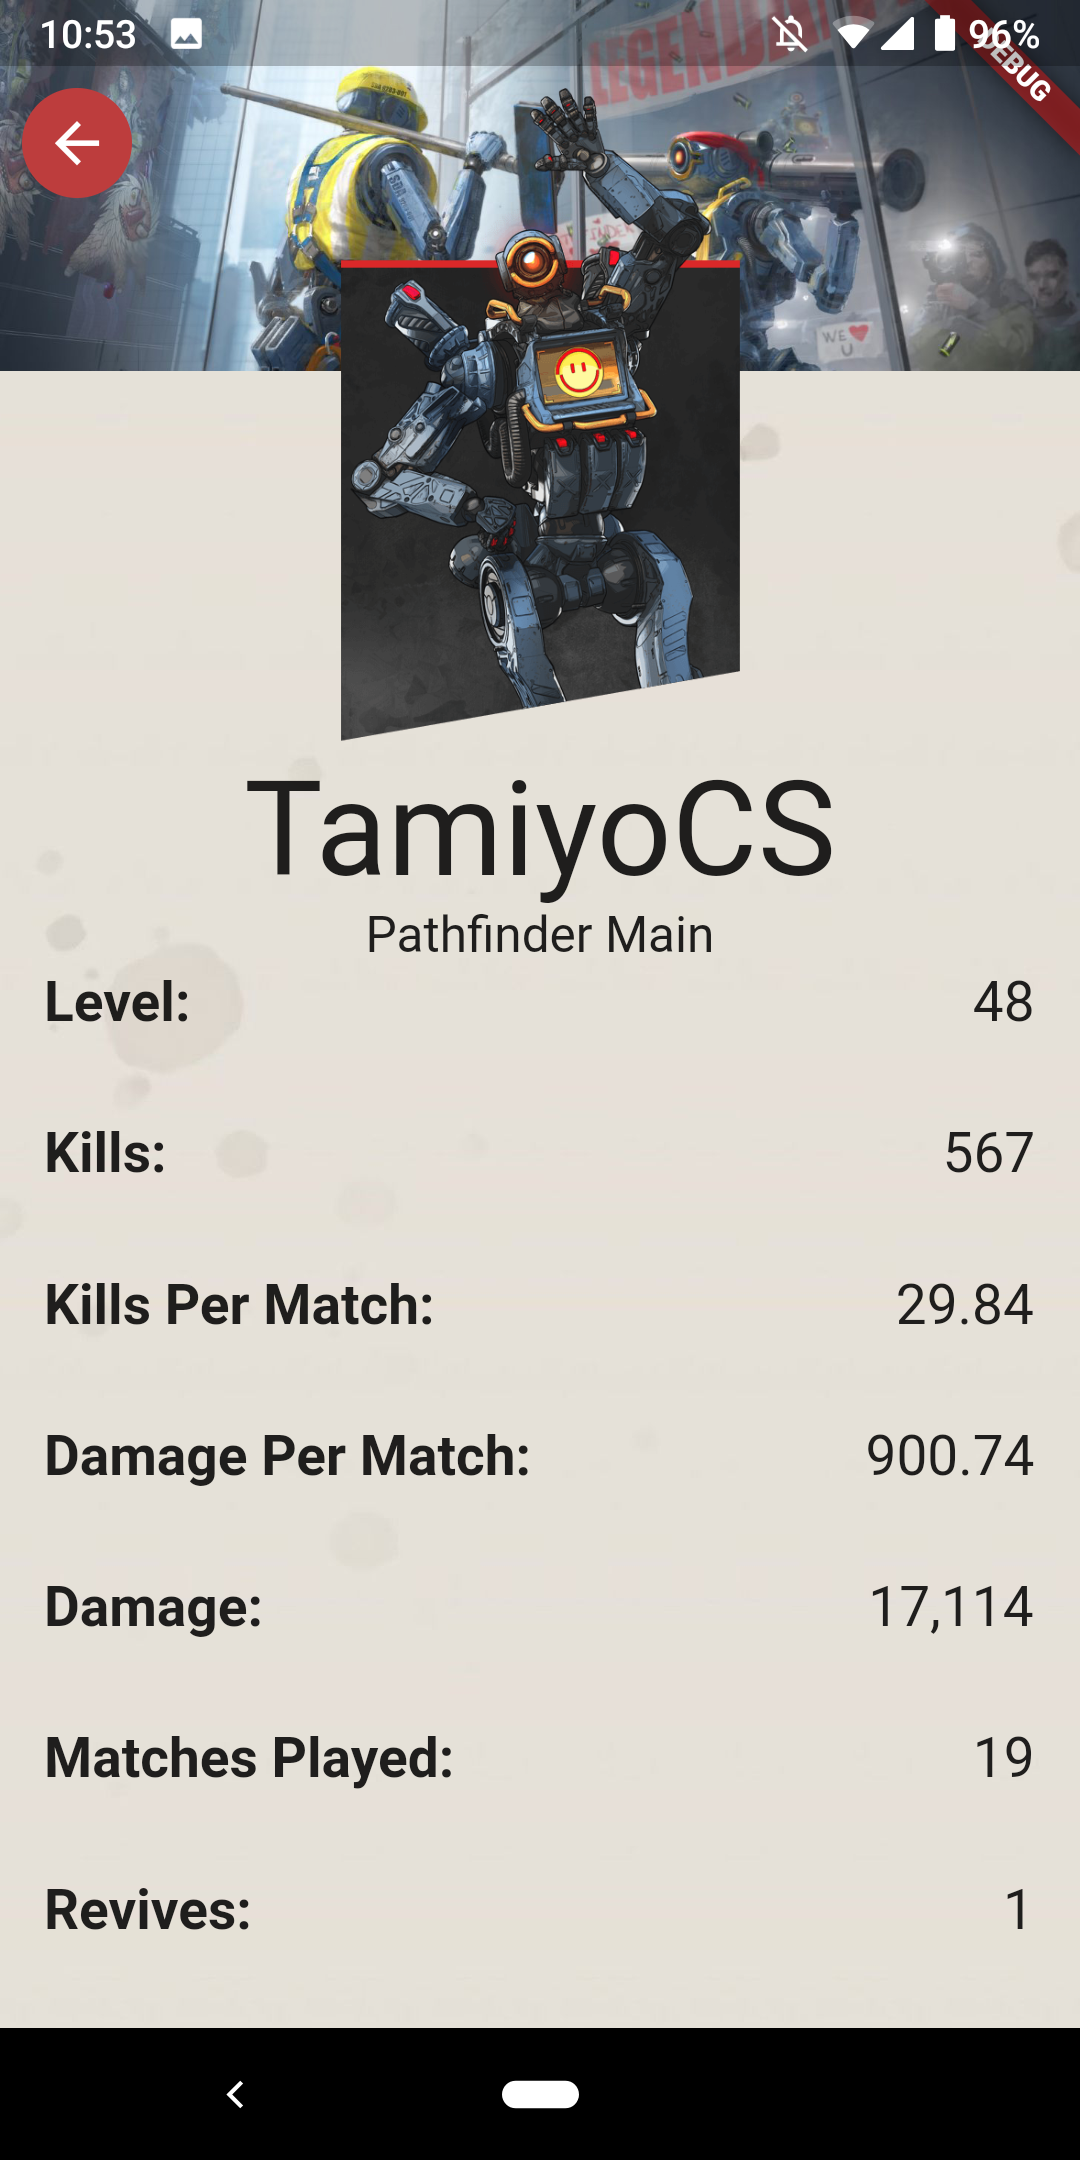 10:53
96%
DEBUG
WE ♥
U
TamiyoCS
Pathfinder Main
Level: 48
Kills: 567
Kills Per Match: 29.84
Damage Per Match: 900.74
Damage: 17,114
Matches Played: 19
Revives: 1